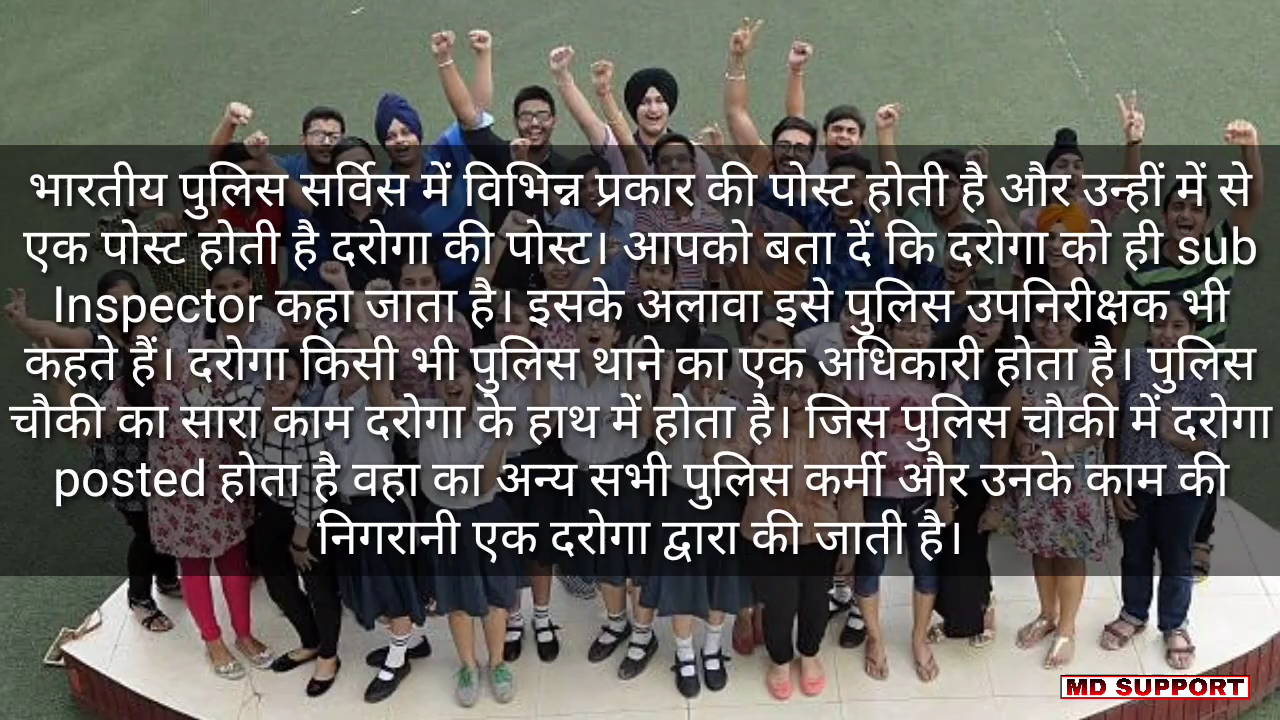 भारतीय पुलिस सर्विस में विभिन्न प्रकार की पोस्ट होती है और उन्हीं में से
एक पोस्ट होती है दरोगा की पोस्ट। आपको बता दें कि दरोगा को ही sub
Inspector कहा जाता है। इसके अलावा इसे पुलिस उपनिरीक्षक भी
कहते हैं। दरोगा किसी भी पुलिस थाने का एक अधिकारी होता है। पुलिस
चौकी का सारा काम दरोगा के हाथ में होता है। जिस पुलिस चौकी में दरोगा
posted होता है वहा का अन्य सभी पुलिस कर्मी और उनके काम की
निगरानी एक दरोगा द्वारा की जाती है।
MD SUPPORT